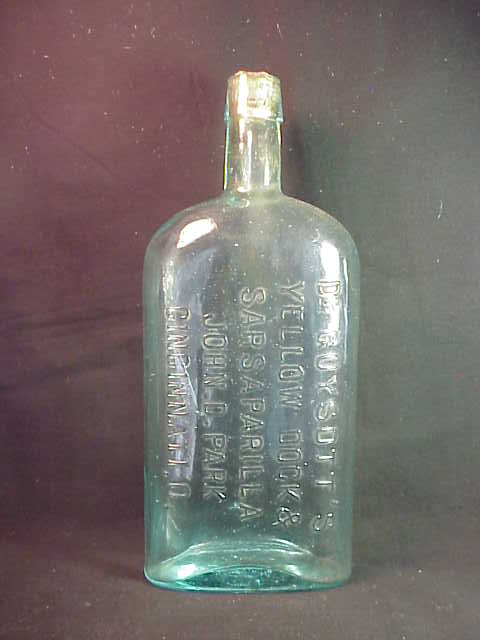 DR GUYSOTT'S
YELLOW DOCK &
SARSAPARILLA
JOHN D. PARK
CINCINNATI, O.